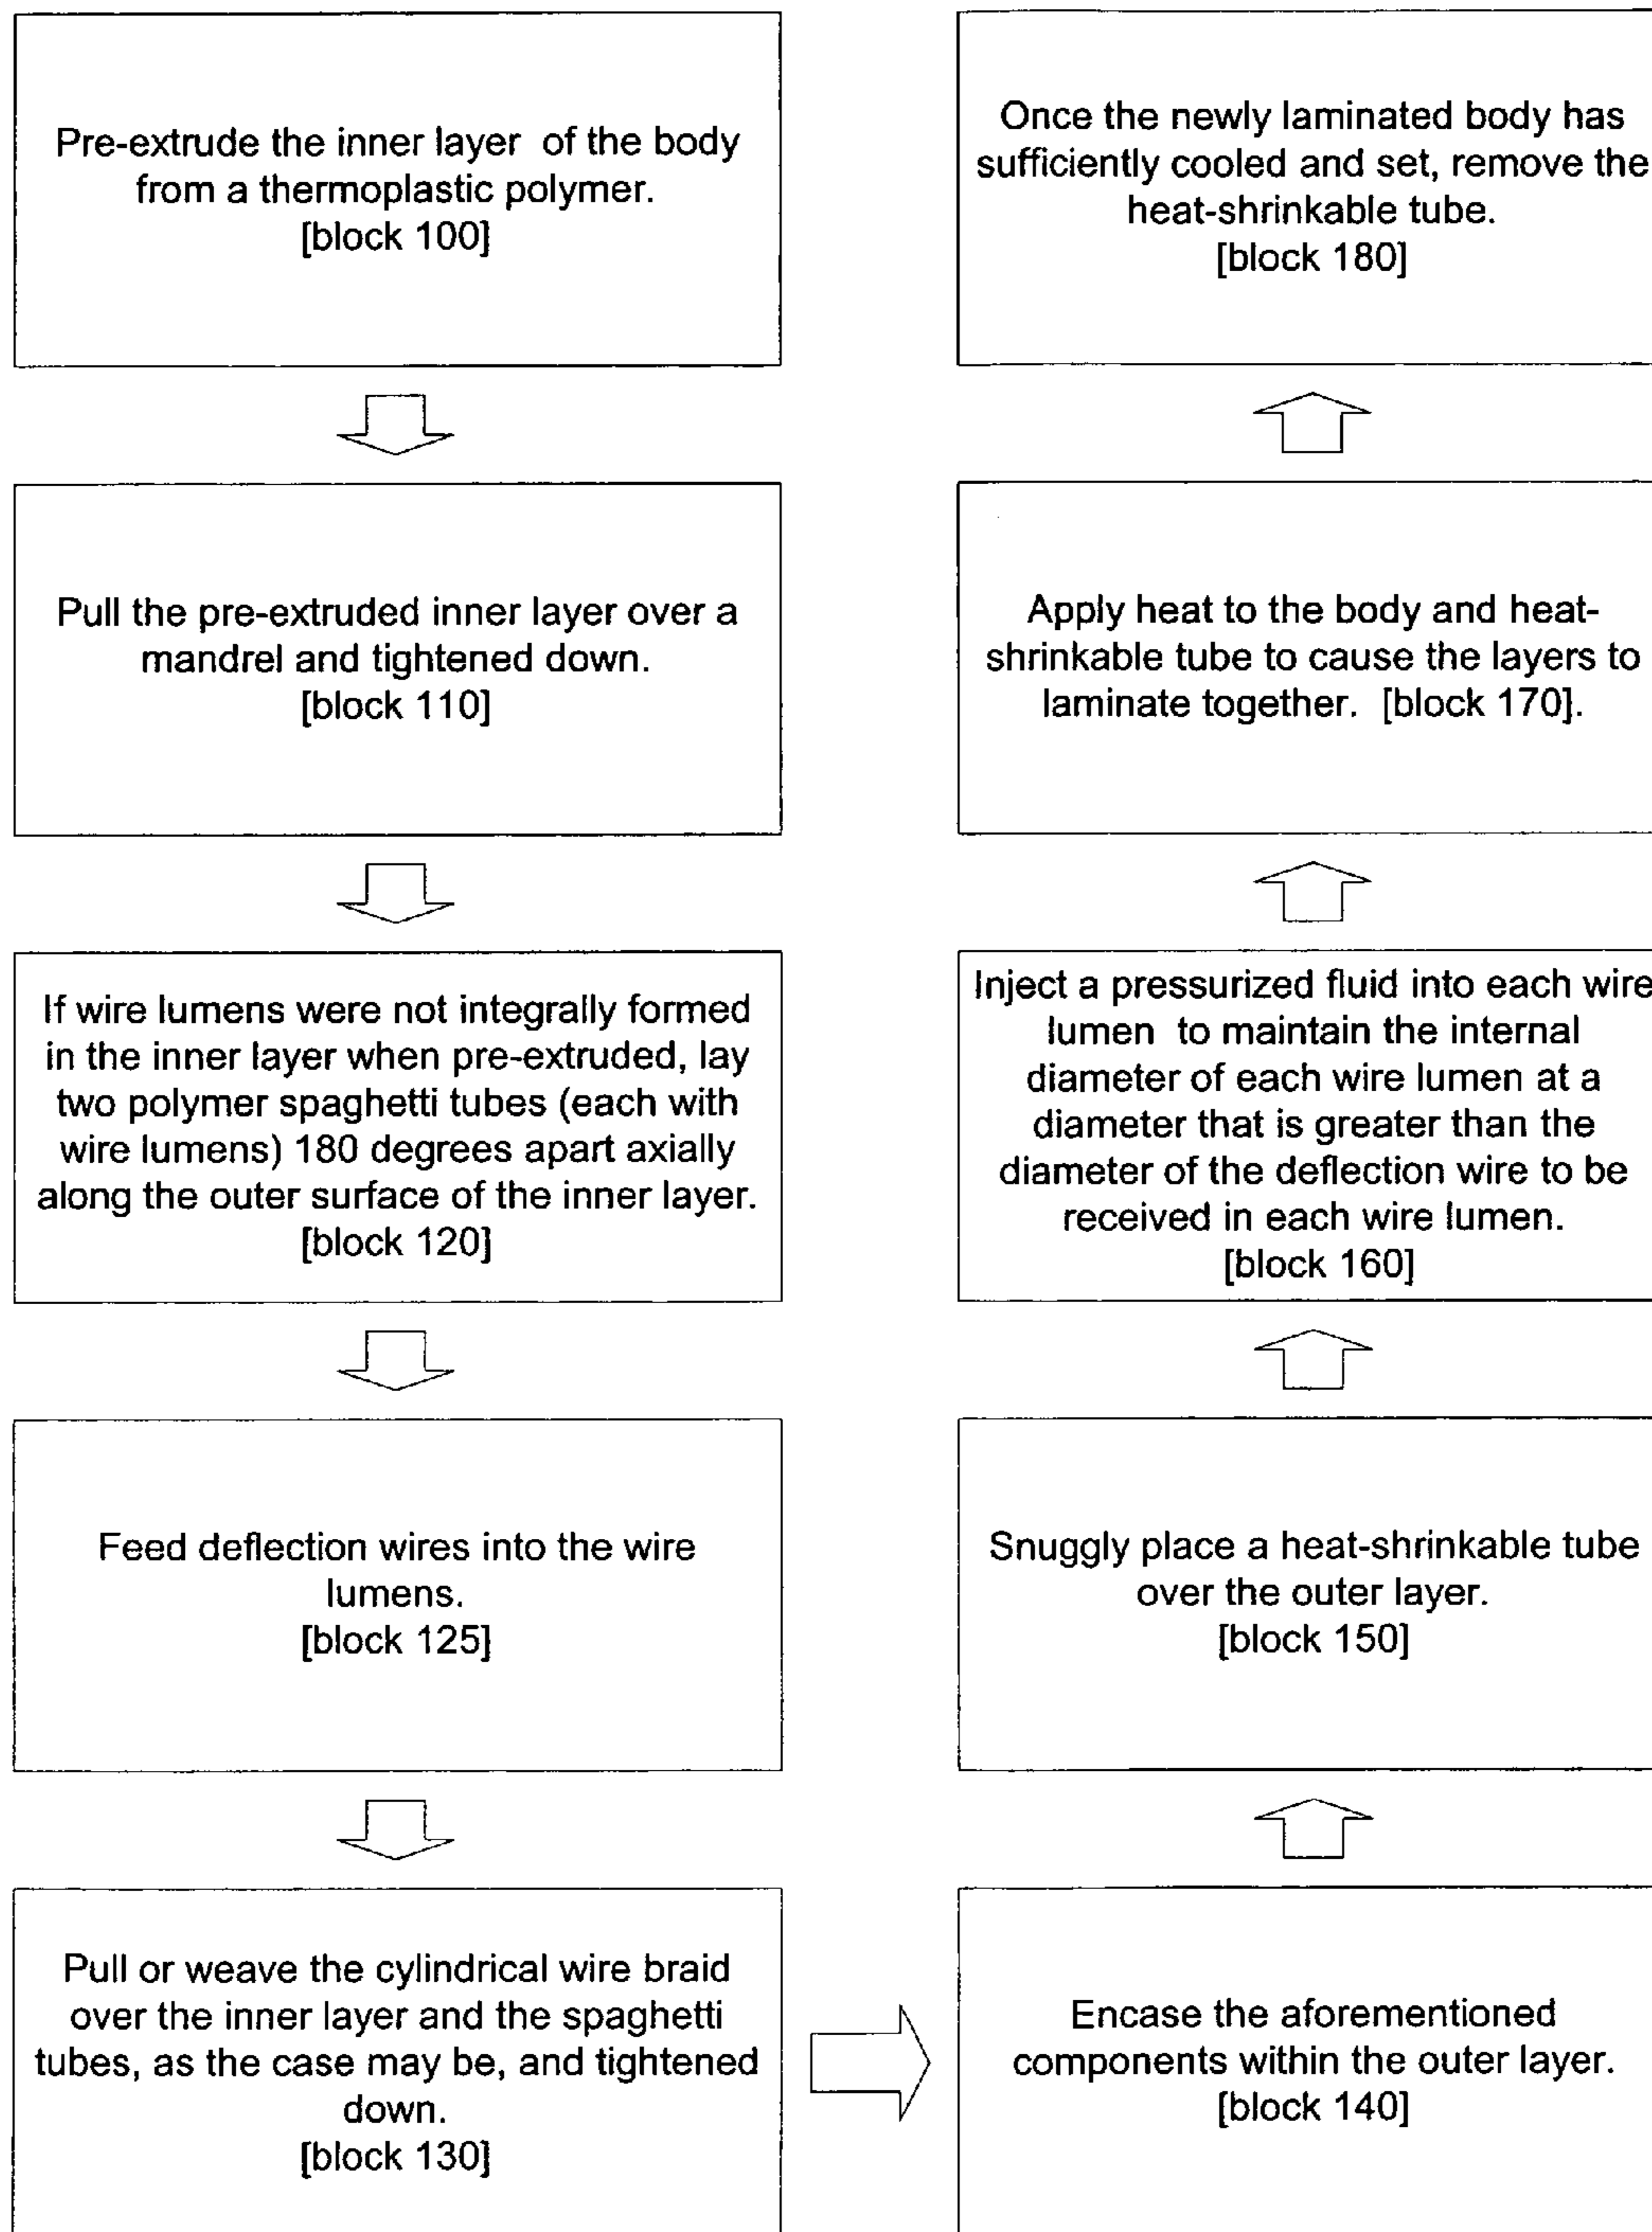 Pre-extrude the inner layer of the body
from a thermoplastic polymer.
[block 100]
Pull the pre-extruded inner layer over a
mandrel and tightened down.
[block 110]
If wire lumens were not integrally formed
in the inner layer when pre-extruded, lay
two polymer spaghetti tubes (each with
wire lumens) 180 degrees apart axially
along the outer surface of the inner layer.
[block 120]
Feed deflection wires into the wire
lumens.
[block 125]
Pull or weave the cylindrical wire braid
over the inner layer and the spaghetti
tubes, as the case may be, and tightened
down.
[block 130]
Encase the aforementioned
components within the outer layer.
[block 140]
Snuggly place a heat-shrinkable tube
over the outer layer.
[block 150]
Inject a pressurized fluid into each wire
lumen to maintain the internal
diameter of each wire lumen at a
diameter that is greater than the
diameter of the deflection wire to be
received in each wire lumen.
[block 160]
Apply heat to the body and heat-
shrinkable tube to cause the layers to
laminate together. [block 170].
Once the newly laminated body has
sufficiently cooled and set, remove the
heat-shrinkable tube.
[block 180]